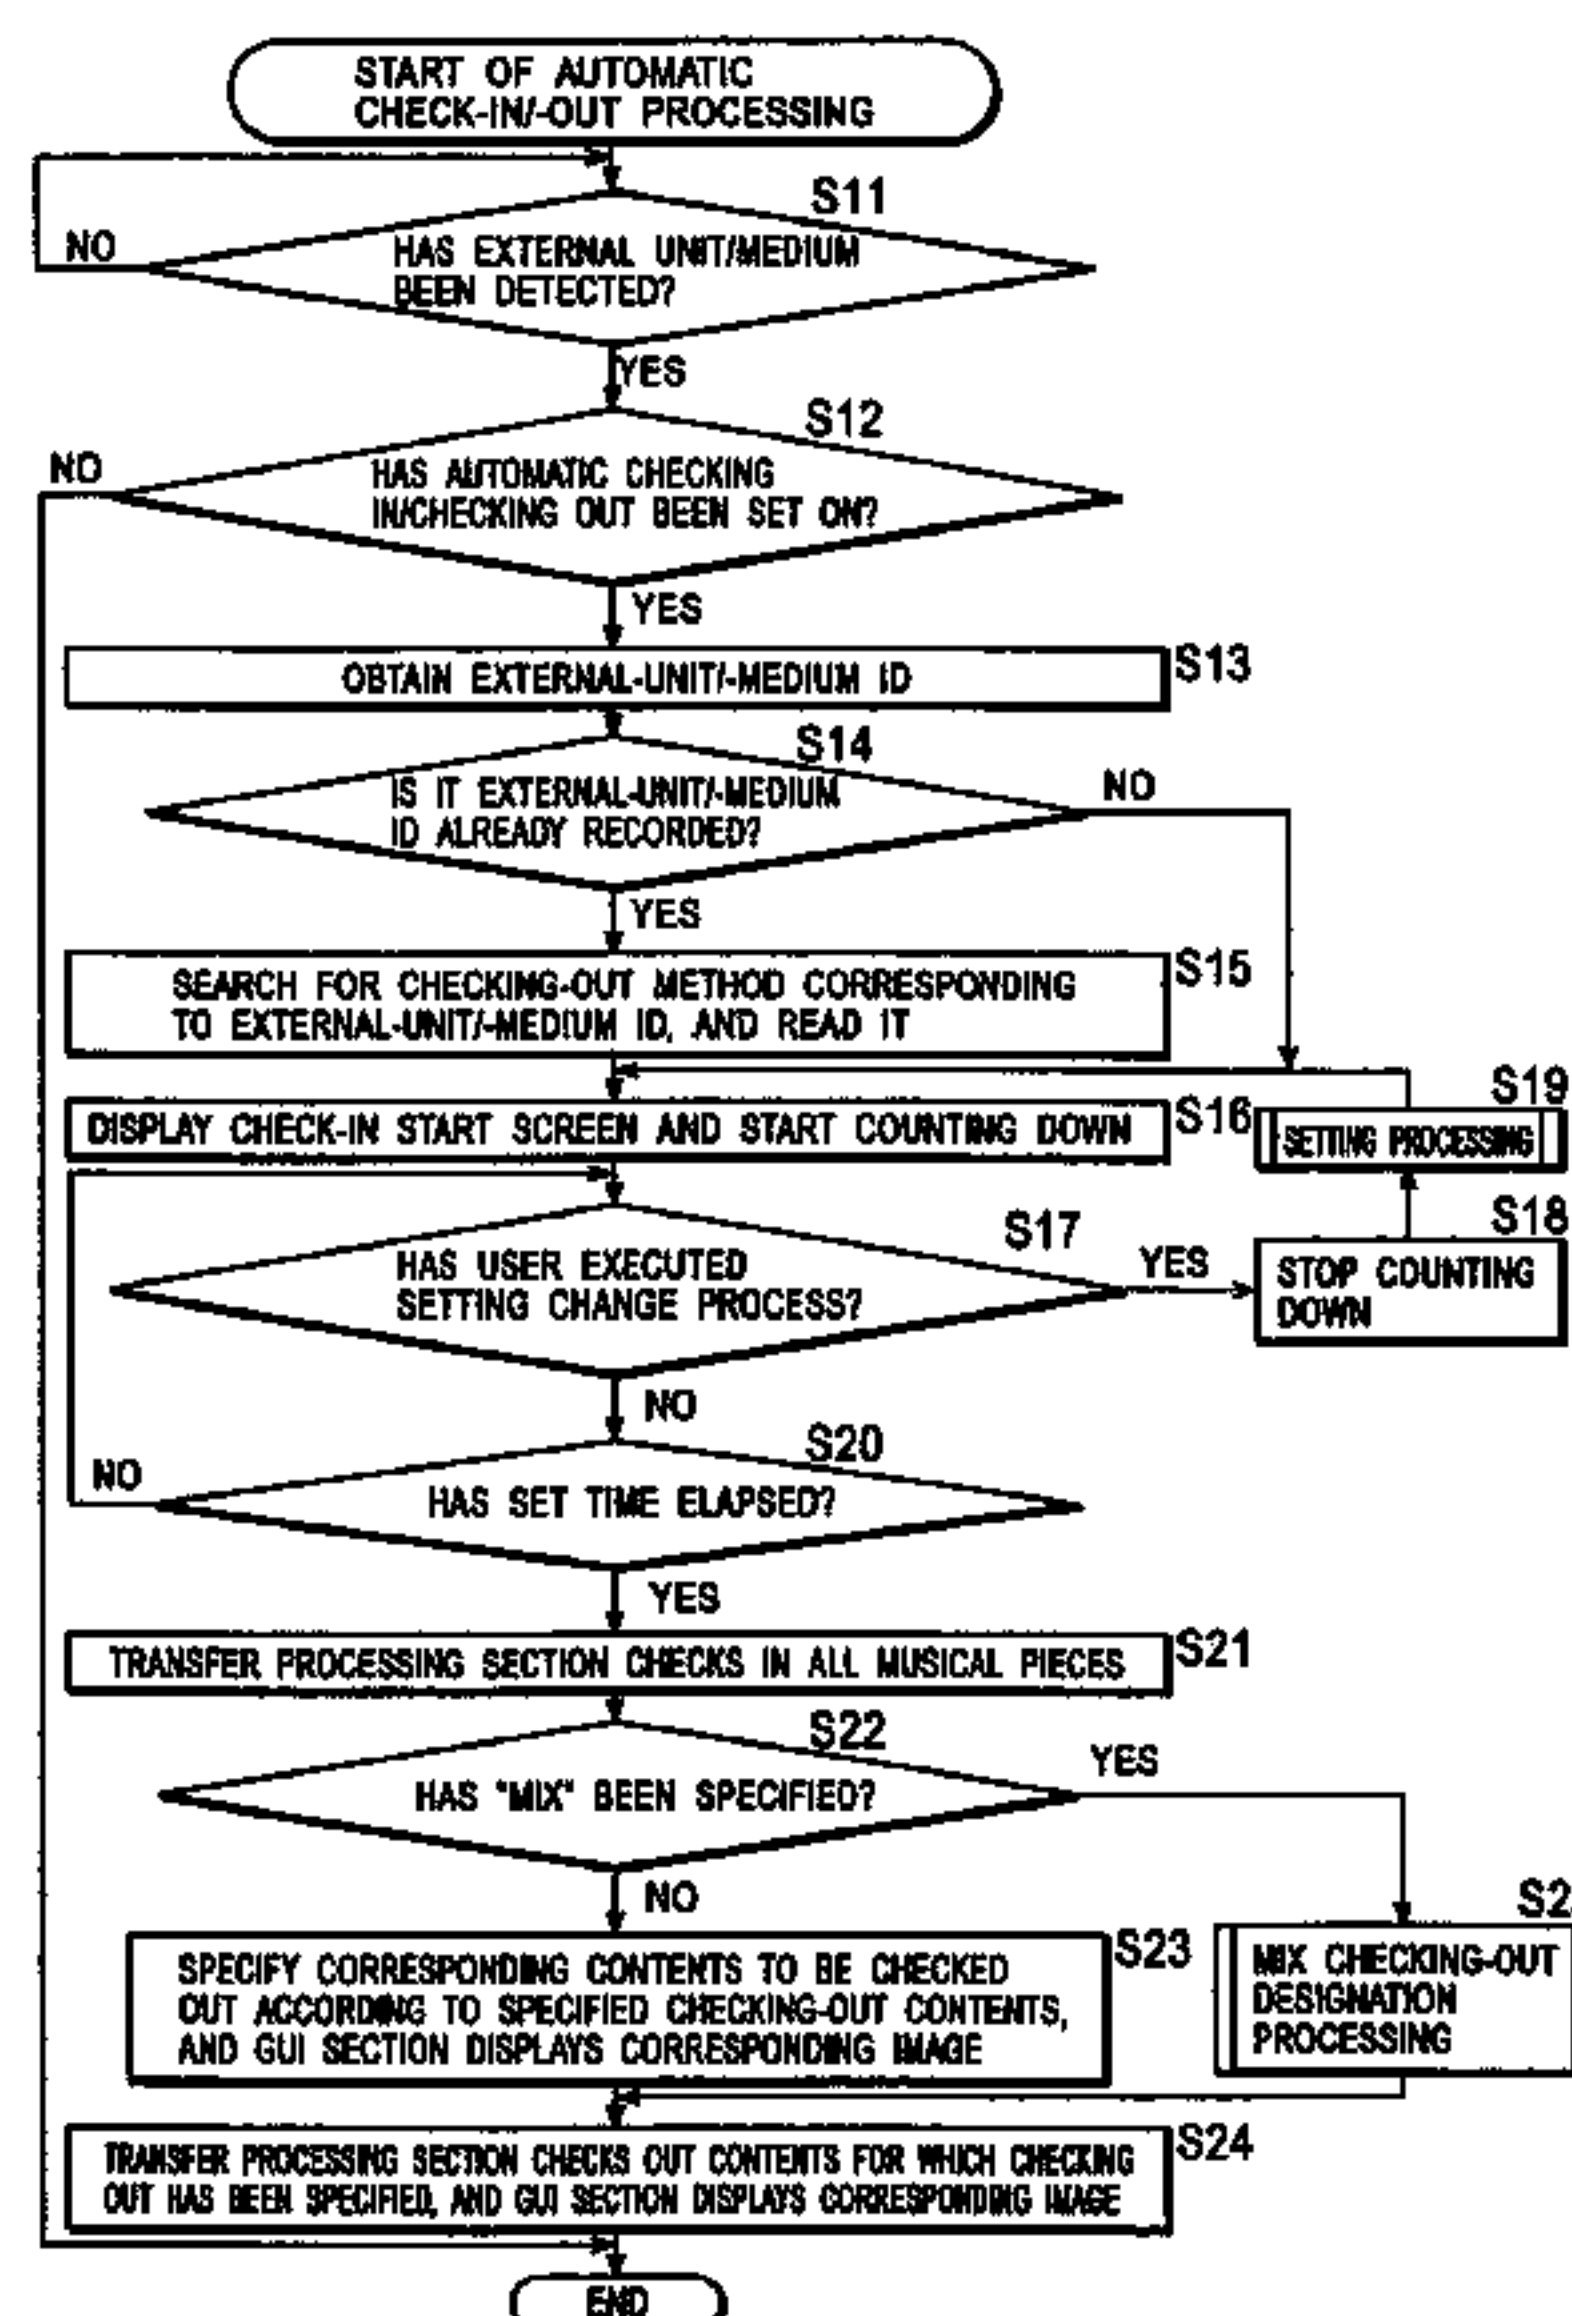 START OF AUTOMATIC
CHECK-IN/-OUT PROCESSING
S11
NO
HAS EXTERNAL UNIT/MEDIUM
BEEN DETECTED?
YES
S12
NO
HAS AUTOMATIC CHECKING
IN/CHECKING OUT BEEN SET ON?
YES
S13
OBTAIN EXTERNAL-UNIT/-MEDIUM ID
S14
NO
IS IT EXTERNAL-UNIT/-MEDIUM
ID ALREADY RECORDED?
YES
S15
SEARCH FOR CHECKING-OUT METHOD CORRESPONDING
TO EXTERNAL-UNIT/-MEDIUM ID, AND READ IT
S19
S16
DISPLAY CHECK-IN START SCREEN AND START COUNTING DOWN
SETTING PROCESSING
S18
S17
YES
HAS USER EXECUTED
SETTING CHANGE PROCESS?
STOP COUNTING
DOWN
NO
S20
NO
HAS SET TIME ELAPSED?
YES
S21
TRANSFER PROCESSING SECTION CHECKS IN ALL MUSICAL PIECES
S22
YES
HAS "MIX" BEEN SPECIFIED?
NO
S23
SPECIFY CORRESPONDING CONTENTS TO BE CHECKED
OUT ACCORDING TO SPECIFIED CHECKING-OUT CONTENTS,
AND GUI SECTION DISPLAYS CORRESPONDING IMAGE
MIX CHECKING-OUT
DESIGNATION
PROCESSING
S24
TRANSFER PROCESSING SECTION CHECKS OUT CONTENTS FOR WHICH CHECKING
OUT HAS BEEN SPECIFIED, AND GUI SECTION DISPLAYS CORRESPONDING IMAGE
END